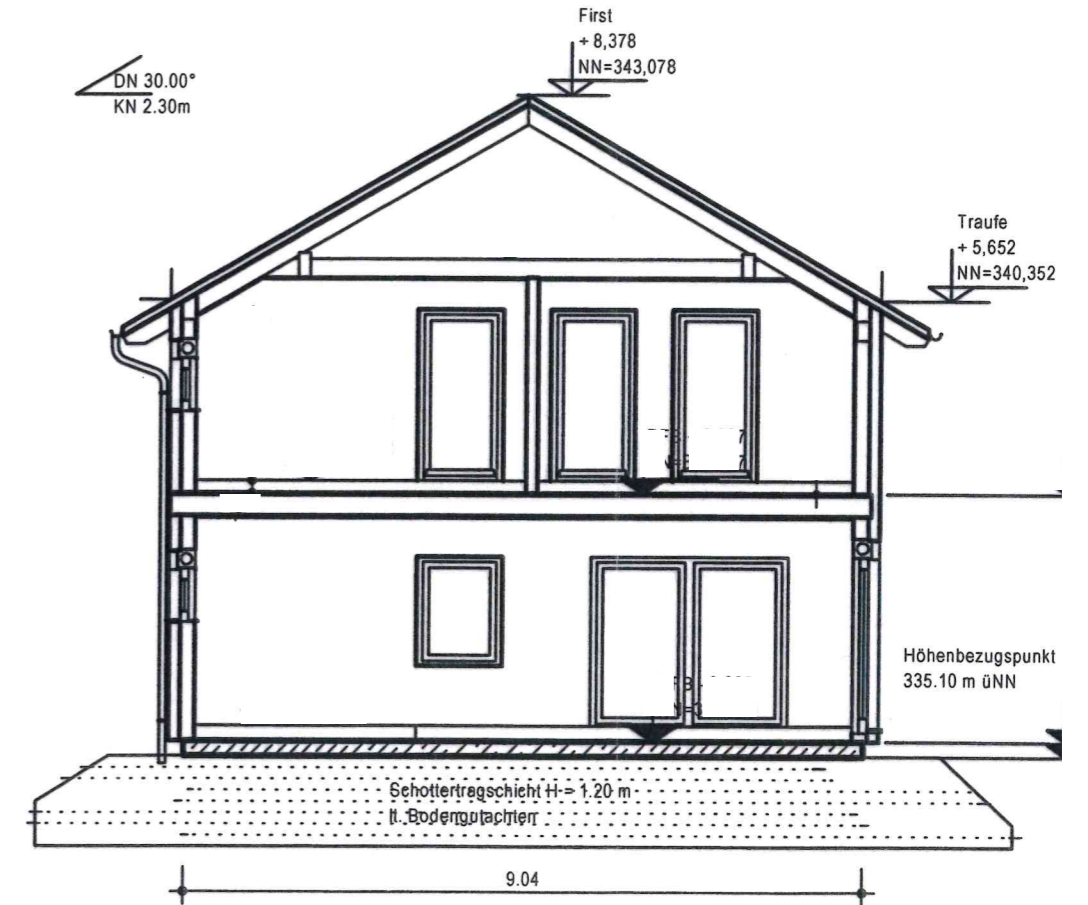 First
+ 8,378
NN=343,078
DN 30.00°
KN 2.30m
Traufe
+ 5,652
NN=340,352
Höhenbezugspunkt
335.10 m üNN
Schottertragschicht H = 1.20 m
lt. Bodengutachten
9.04